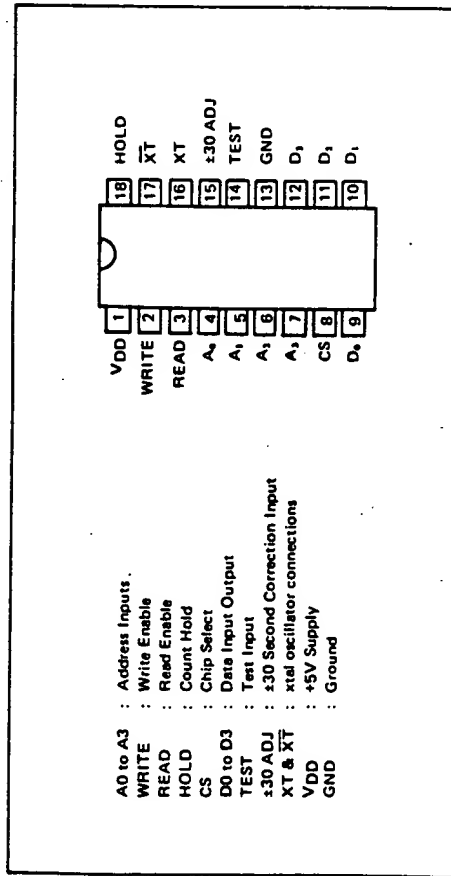 A0 to A3 : Address Inputs .
WRITE : Write Enable
READ : Read Enable
HOLD : Count Hold
CS : Chip Select
D0 to D3 : Data Input Output
TEST : Test Input
±30 ADJ : ±30 Second Correction Input
XT & X̅T̅ : xtal oscillator connections
VDD : +5V Supply
GND : Ground
VDD 1 18 HOLD
WRITE 2 17 X̅T̅
READ 3 16 XT
A₀ 4 15 ±30 ADJ
A₁ 5 14 TEST
A₂ 6 13 GND
A₃ 7 12 D₃
CS 8 11 D₂
D₀ 9 10 D₁